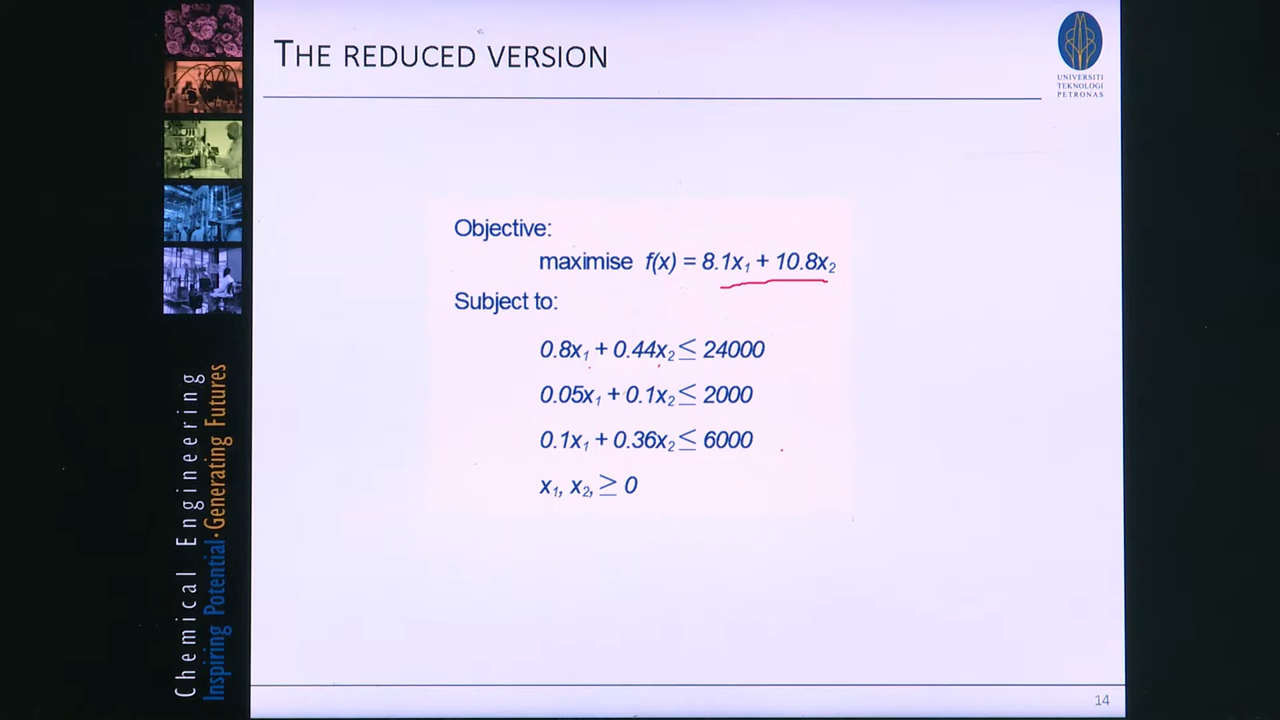 THE REDUCED VERSION
UNIVERSITI
TEKNOLOGI
PETRONAS
Objective:
maximise f(x) = 8.1x₁ + 10.8x₂
Subject to:
0.8x₁ + 0.44x₂ ≤ 24000
0.05x₁ + 0.1x₂ ≤ 2000
0.1x₁ + 0.36x₂ ≤ 6000
x₁, x₂, ≥ 0
Chemical Engineering
Inspiring Potential·Generating Futures
14